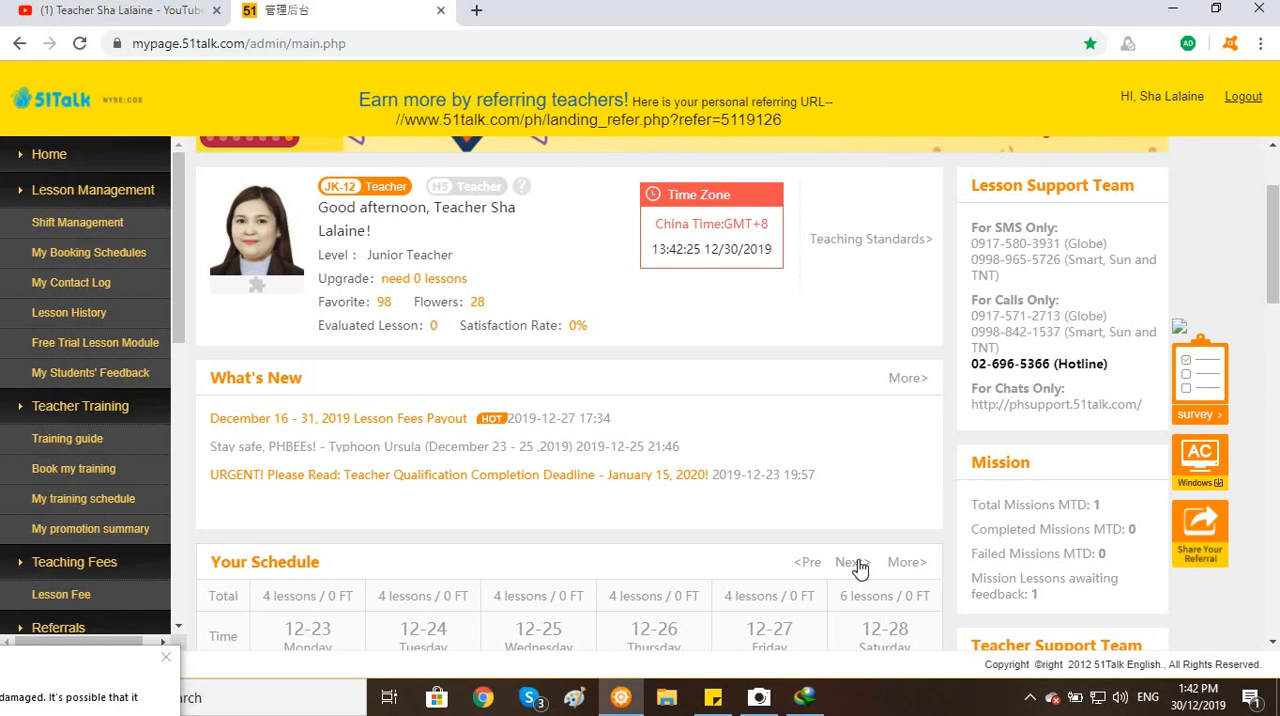 (1) Teacher Sha Lalaine - YouTube
51 管理后台
mypage.51talk.com/admin/main.php
AD
51Talk NYSE:COE
Earn more by referring teachers! Here is your personal referring URL--
//www.51talk.com/ph/landing_refer.php?refer=5119126
HI, Sha Lalaine Logout
Home
Lesson Management
Shift Management
My Booking Schedules
My Contact Log
Lesson History
Free Trial Lesson Module
My Students' Feedback
Teacher Training
Training guide
Book my training
My training schedule
My promotion summary
Teaching Fees
Lesson Fee
Referrals
JK-12 Teacher H5 Teacher ?
Good afternoon, Teacher Sha
Lalaine!
Level : Junior Teacher
Upgrade: need 0 lessons
Favorite: 98 Flowers: 28
Evaluated Lesson: 0 Satisfaction Rate: 0%
Time Zone
China Time:GMT+8
13:42:25 12/30/2019
Teaching Standards>
What's New More>
December 16 - 31, 2019 Lesson Fees Payout HOT 2019-12-27 17:34
Stay safe, PHBEEs! - Typhoon Ursula (December 23 - 25 ,2019) 2019-12-25 21:46
URGENT! Please Read: Teacher Qualification Completion Deadline - January 15, 2020! 2019-12-23 19:57
Your Schedule <Pre Next> More>
Total 4 lessons / 0 FT 4 lessons / 0 FT 4 lessons / 0 FT 4 lessons / 0 FT 4 lessons / 0 FT 6 lessons / 0 FT
Time 12-23 12-24 12-25 12-26 12-27 12-28
Monday Tuesday Wednesday Thursday Friday Saturday
Lesson Support Team
For SMS Only:
0917-580-3931 (Globe)
0998-965-5726 (Smart, Sun and
TNT)
For Calls Only:
0917-571-2713 (Globe)
0998-842-1537 (Smart, Sun and
TNT)
02-696-5366 (Hotline)
For Chats Only:
http://phsupport.51talk.com/
Mission
Total Missions MTD: 1
Completed Missions MTD: 0
Failed Missions MTD: 0
Mission Lessons awaiting
feedback: 1
Teacher Support Team
survey >
AC
Windows
Share Your
Referral
Copyright ©right 2012 51Talk English., All Rights Reserved.
damaged. It's possible that it
arch
3
ENG
1:42 PM
30/12/2019
1